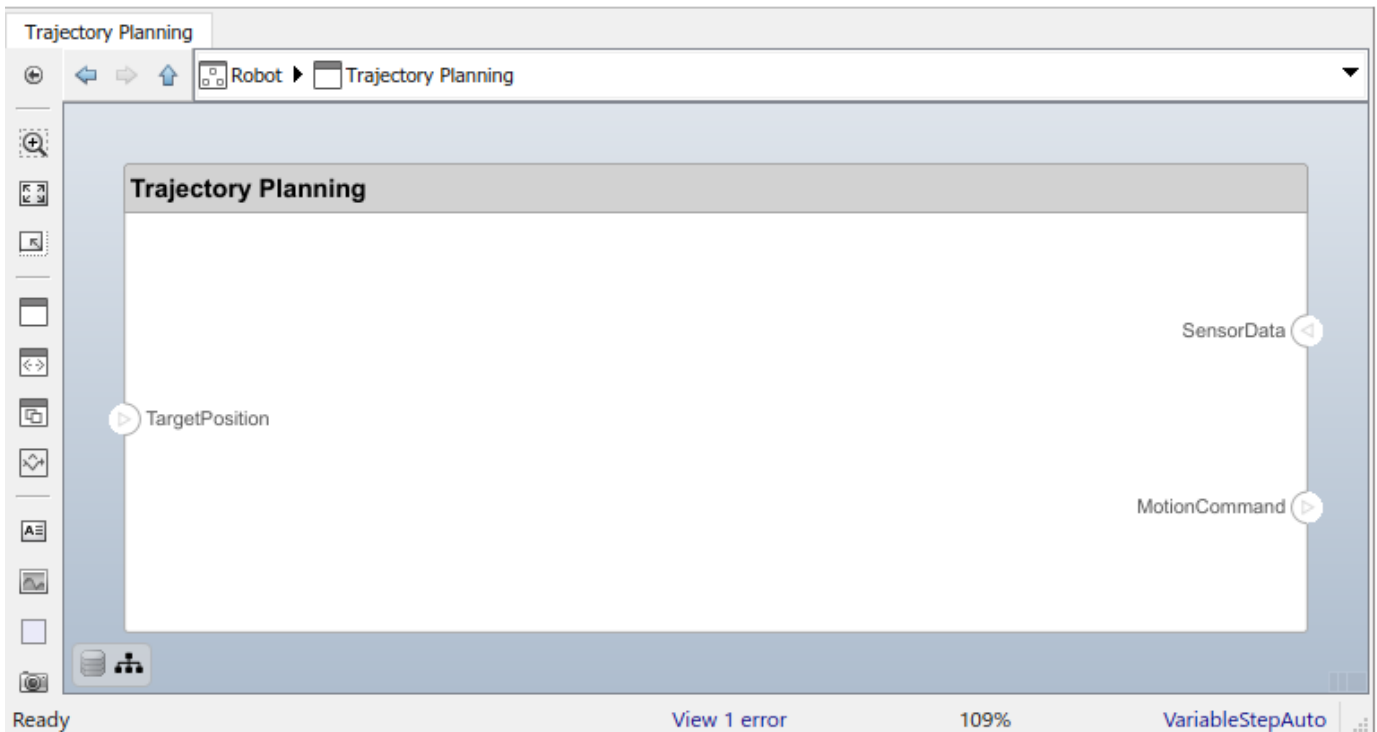 Trajectory Planning
Robot Trajectory Planning
Trajectory Planning
SensorData
TargetPosition
MotionCommand
Ready View 1 error 109% VariableStepAuto